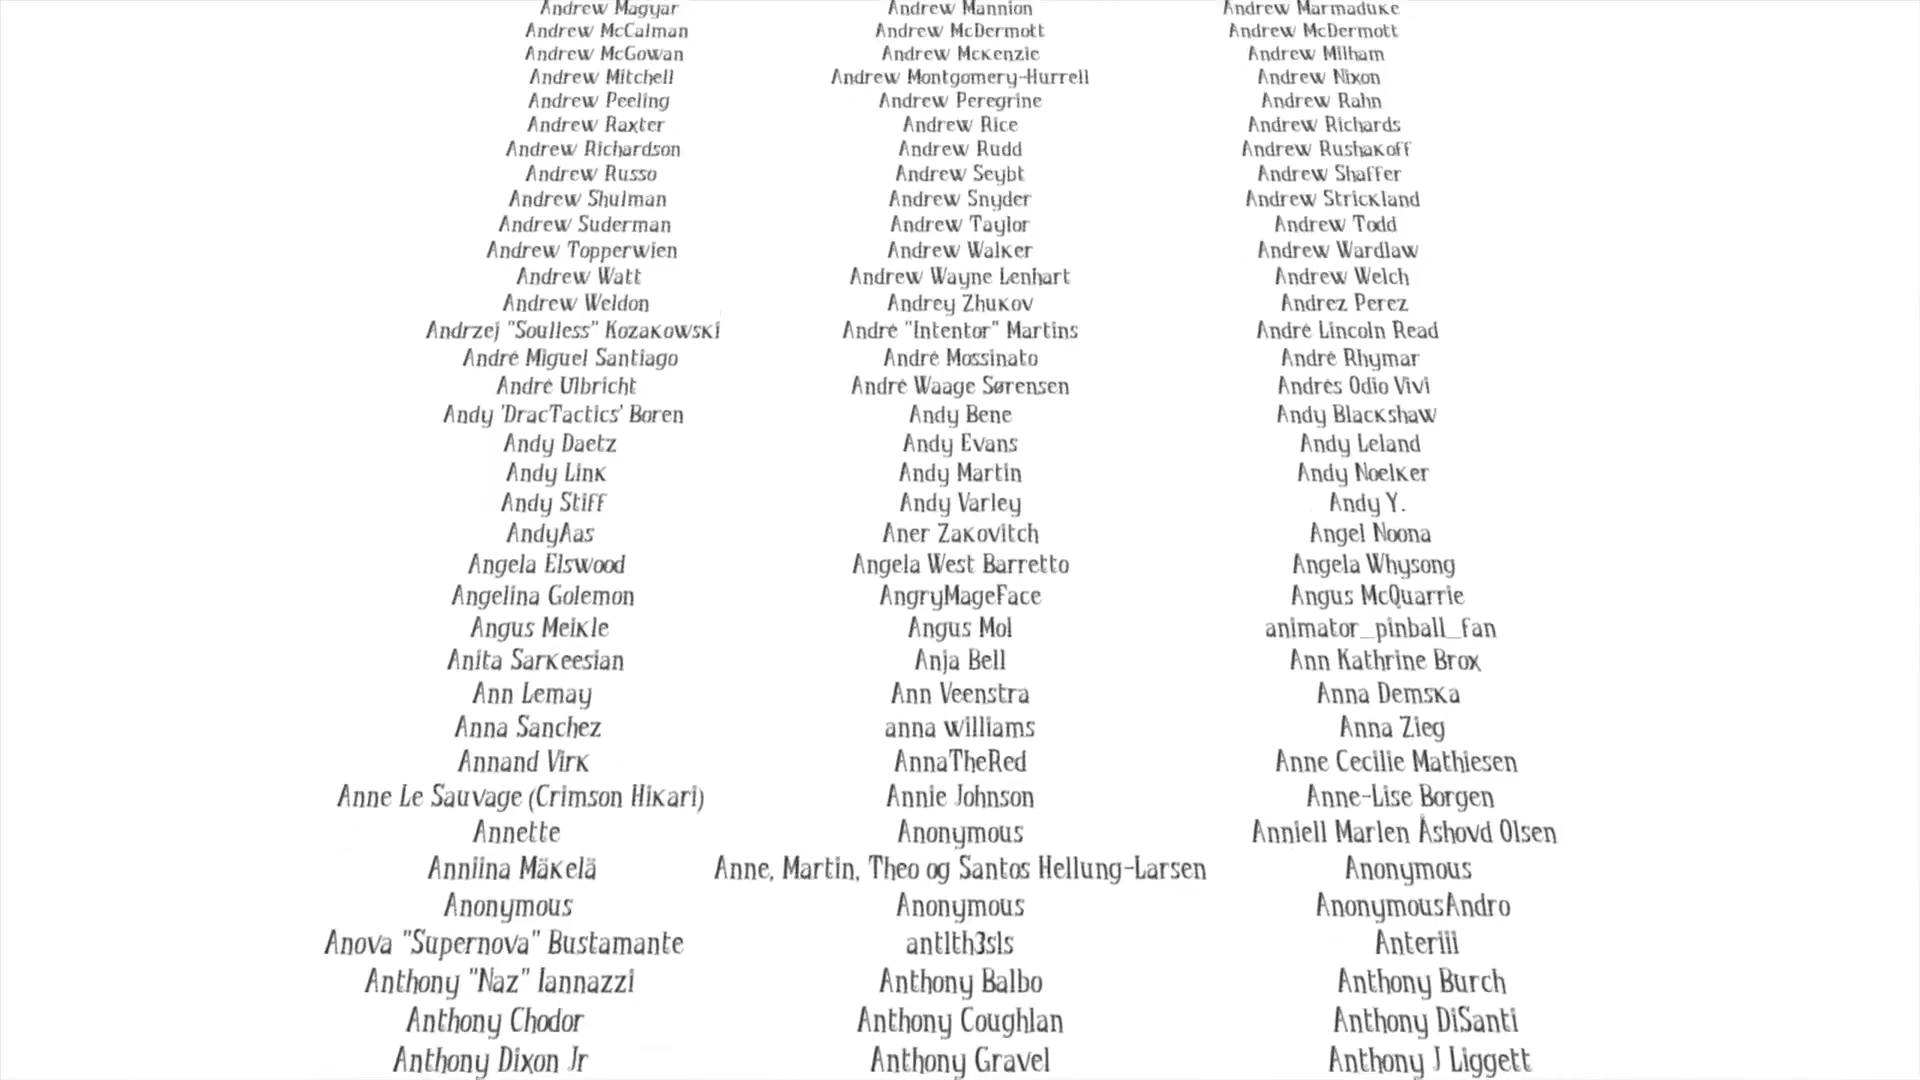 Andrew Magyar Andrew Mannion Andrew Marmaduke
Andrew McCalman Andrew McDermott Andrew McDermott
Andrew McGowan Andrew McKenzie Andrew Milham
Andrew Mitchell Andrew Montgomery-Hurrell Andrew Nixon
Andrew Peeling Andrew Peregrine Andrew Rahn
Andrew Raxter Andrew Rice Andrew Richards
Andrew Richardson Andrew Rudd Andrew Rushakoff
Andrew Russo Andrew Seybt Andrew Shaffer
Andrew Shulman Andrew Snyder Andrew Strickland
Andrew Suderman Andrew Taylor Andrew Todd
Andrew Topperwien Andrew Walker Andrew Wardlaw
Andrew Watt Andrew Wayne Lenhart Andrew Welch
Andrew Weldon Andrey Zhukov Andrez Perez
Andrzej "Soulless" Kozakowski André "Intentor" Martins André Lincoln Read
André Miguel Santiago André Mossinato André Rhymar
André Ulbricht André Waage Sørensen Andrés Odio Vivi
Andy 'DracTactics' Boren Andy Bene Andy Blackshaw
Andy Daetz Andy Evans Andy Leland
Andy Link Andy Martin Andy Noelker
Andy Stiff Andy Varley Andy Y.
AndyAas Aner Zakovitch Angel Noona
Angela Elswood Angela West Barretto Angela Whysong
Angelina Golemon AngryMageFace Angus McQuarrie
Angus Meikle Angus Mol animator_pinball_fan
Anita Sarkeesian Anja Bell Ann Kathrine Brox
Ann Lemay Ann Veenstra Anna Demska
Anna Sanchez anna williams Anna Zieg
Annand Virk AnnaTheRed Anne Cecilie Mathiesen
Anne Le Sauvage (Crimson Hikari) Annie Johnson Anne-Lise Borgen
Annette Anonymous Anniell Marlen Åshovd Olsen
Anniina Mäkelä Anne, Martin, Theo og Santos Hellung-Larsen Anonymous
Anonymous Anonymous AnonymousAndro
Anova "Supernova" Bustamante ant1th3s1s Anteriii
Anthony "Naz" Iannazzi Anthony Balbo Anthony Burch
Anthony Chodor Anthony Coughlan Anthony DiSanti
Anthony Dixon Jr Anthony Gravel Anthony J Liggett